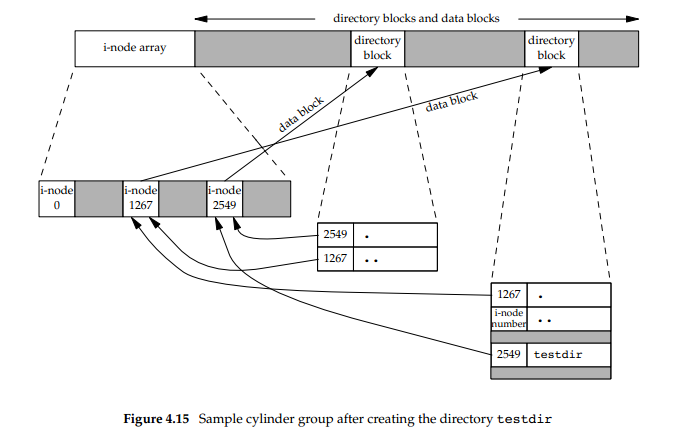 directory blocks and data blocks
i-node array
directory
block
directory
block
data block
data block
i-node
0
i-node
1267
i-node
2549
2549 .
1267 ..
1267 .
i-node
number ..
2549 testdir
Figure 4.15 Sample cylinder group after creating the directory testdir